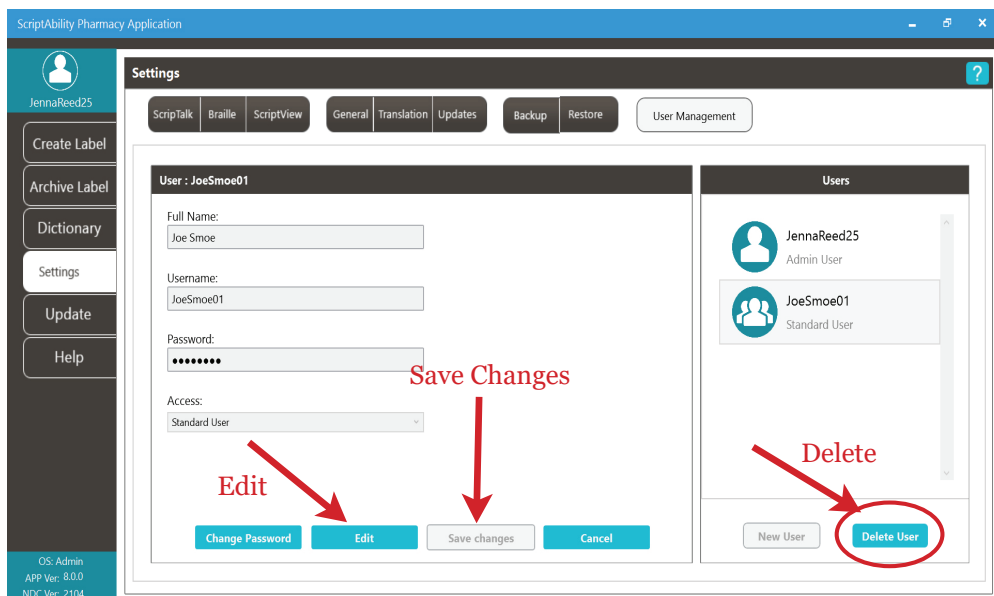 ScriptAbility Pharmacy Application
JennaReed25
Create Label
Archive Label
Dictionary
Settings
Update
Help
OS: Admin
APP Ver: 8.0.0
NDC Ver: 2104
Settings
?
ScripTalk Braille ScriptView General Translation Updates Backup Restore User Management
User : JoeSmoe01
Full Name:
Joe Smoe
Username:
JoeSmoe01
Password:
••••••••
Save Changes
Access:
Standard User
Edit
Change Password Edit Save changes Cancel
Users
JennaReed25
Admin User
JoeSmoe01
Standard User
Delete
New User Delete User